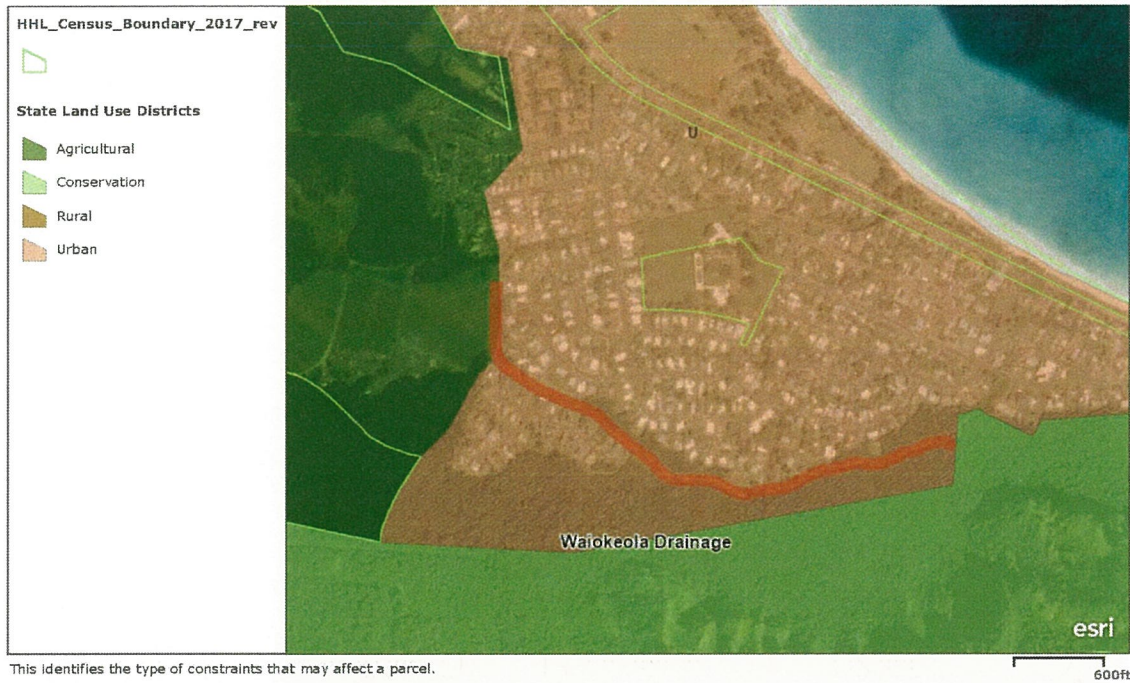 HHL_Census_Boundary_2017_rev
State Land Use Districts
Agricultural
Conservation
Rural
Urban
U
Waiokeola Drainage
esri
This identifies the type of constraints that may affect a parcel.
600ft